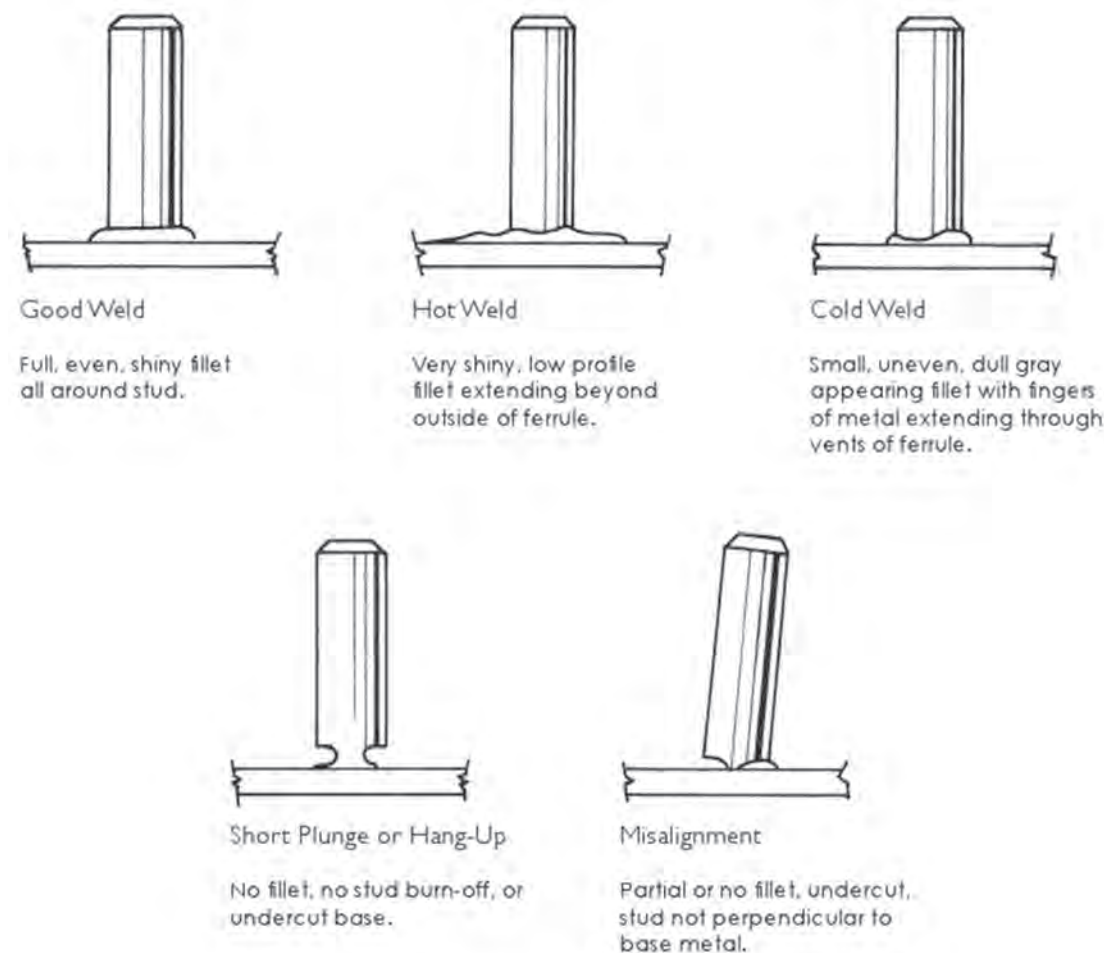 Good Weld
Full, even, shiny fillet
all around stud.
Hot Weld
Very shiny, low profile
fillet extending beyond
outside of ferrule.
Cold Weld
Small, uneven, dull gray
appearing fillet with fingers
of metal extending through
vents of ferrule.
Short Plunge or Hang-Up
No fillet, no stud burn-off, or
undercut base.
Misalignment
Partial or no fillet, undercut,
stud not perpendicular to
base metal.